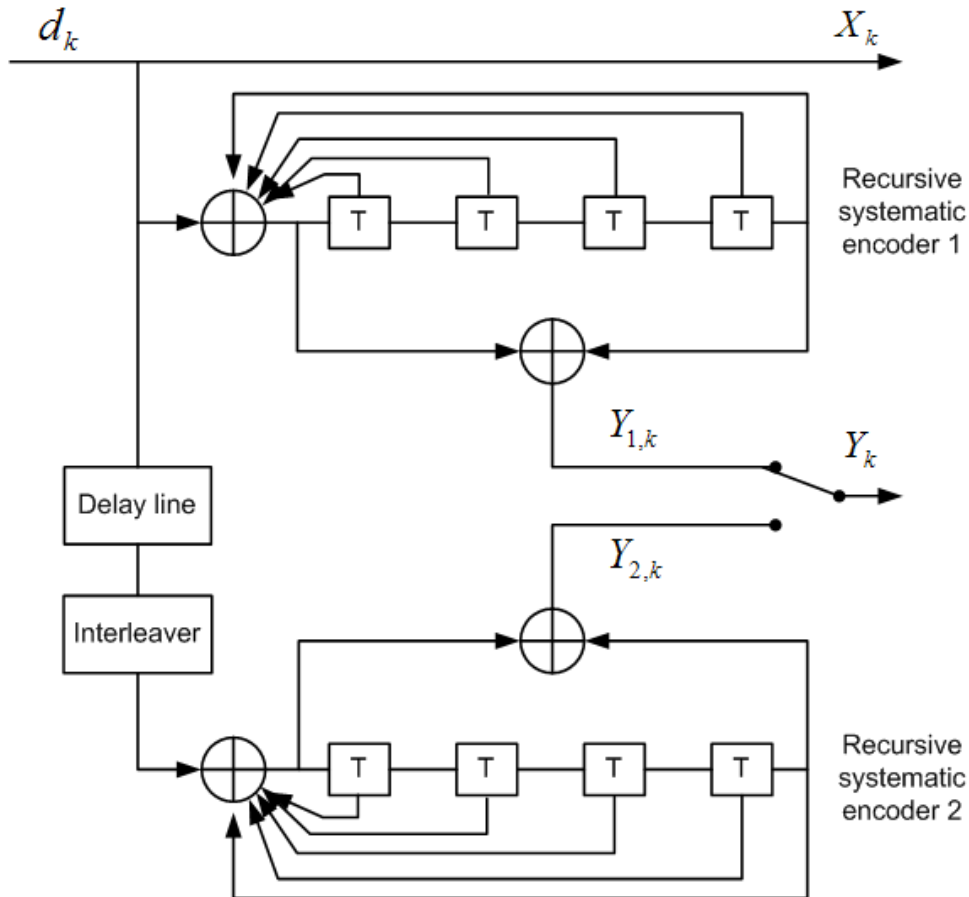 d_k
X_k
T T T T
Recursive
systematic
encoder 1
Y_{1,k}
Y_k
Delay line
Y_{2,k}
Interleaver
T T T T
Recursive
systematic
encoder 2